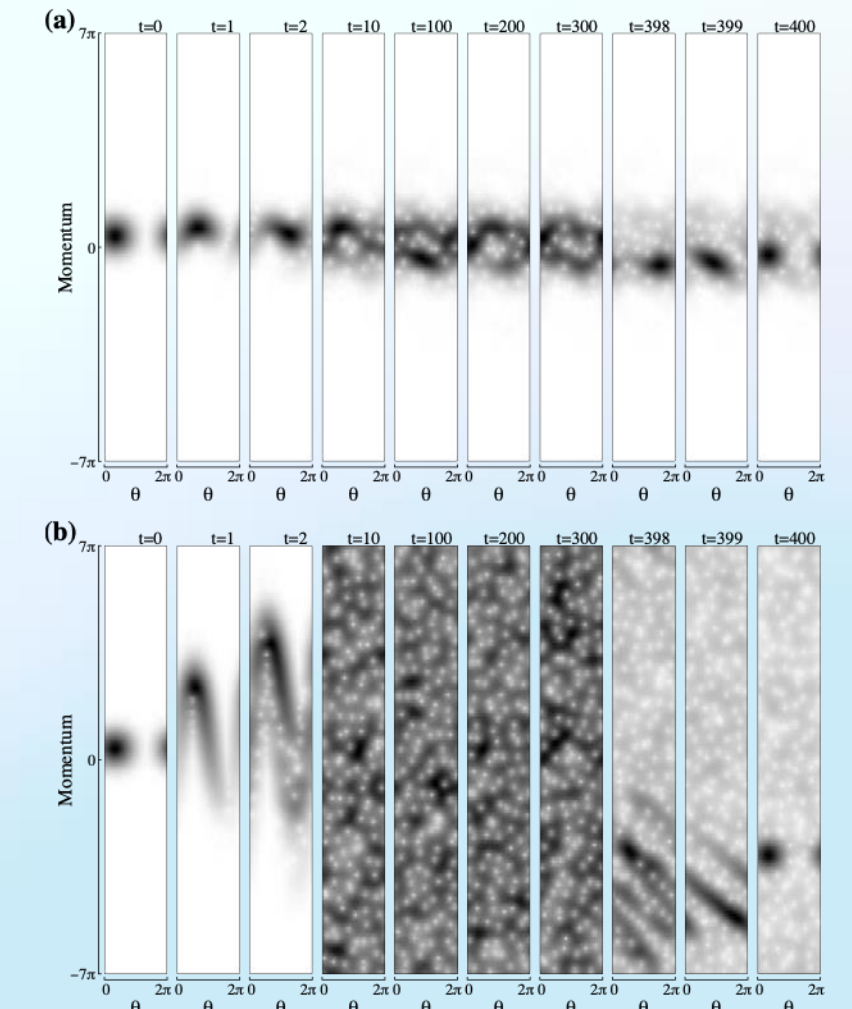 (a)
t=0 t=1 t=2 t=10 t=100 t=200 t=300 t=398 t=399 t=400
7π
Momentum
0
−7π
0 2π 0 2π 0 2π 0 2π 0 2π 0 2π 0 2π 0 2π 0 2π 0 2π
θ θ θ θ θ θ θ θ θ θ
(b)
t=0 t=1 t=2 t=10 t=100 t=200 t=300 t=398 t=399 t=400
7π
Momentum
0
−7π
0 2π 0 2π 0 2π 0 2π 0 2π 0 2π 0 2π 0 2π 0 2π 0 2π
θ θ θ θ θ θ θ θ θ θ